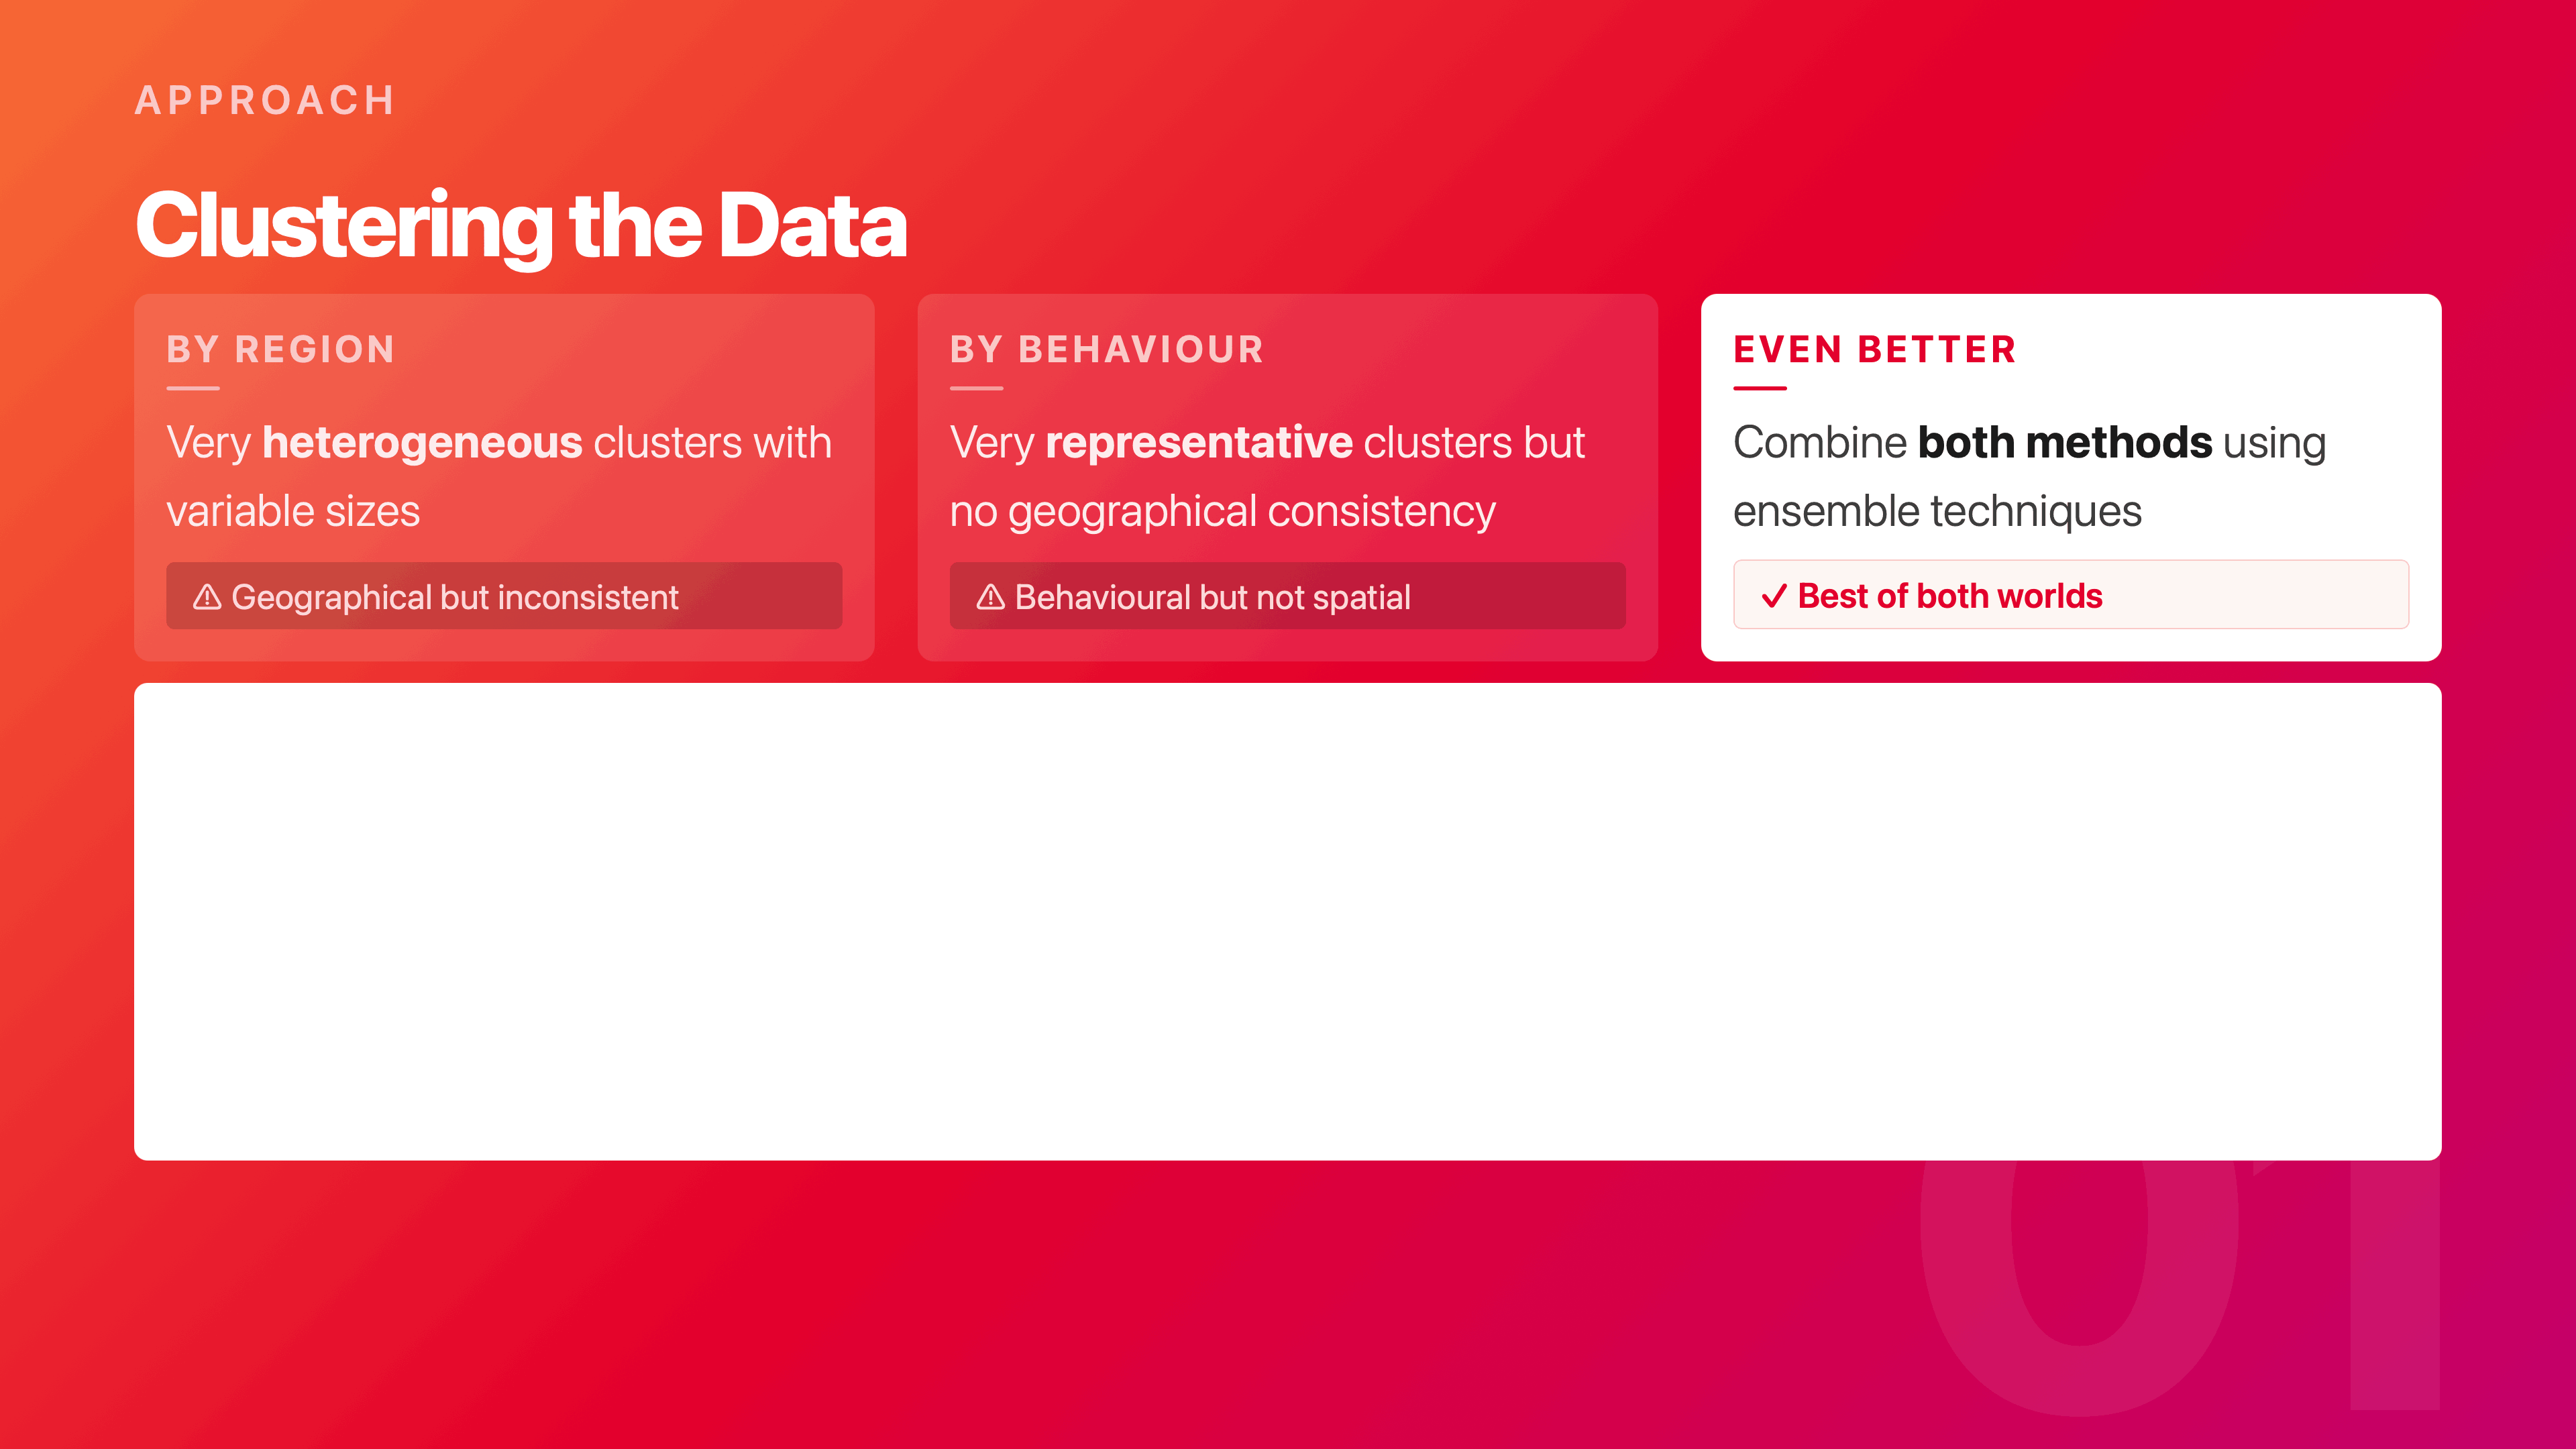 APPROACH
Clustering the Data
BY REGION
Very heterogeneous clusters with
variable sizes
⚠ Geographical but inconsistent
BY BEHAVIOUR
Very representative clusters but
no geographical consistency
⚠ Behavioural but not spatial
EVEN BETTER
Combine both methods using
ensemble techniques
✓ Best of both worlds
01